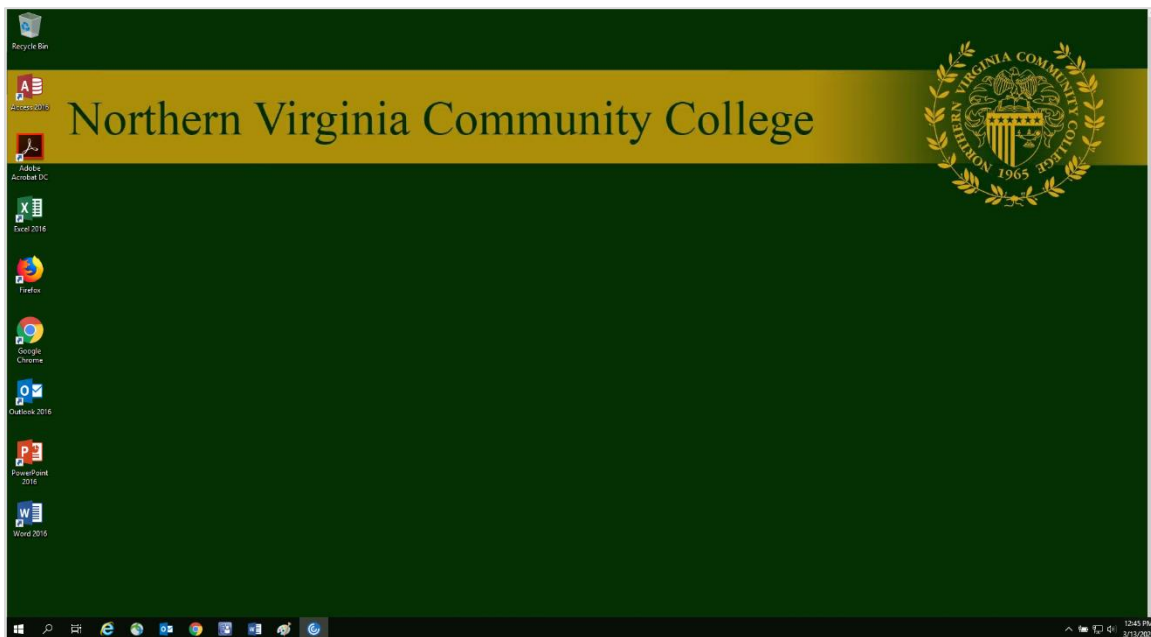 Recycle Bin
Access 2016
Northern Virginia Community College
NORTHERN VIRGINIA COMMUNITY COLLEGE
1965
Adobe
Acrobat DC
Excel 2016
Firefox
Google
Chrome
Outlook 2016
PowerPoint
2016
Word 2016
12:45 PM